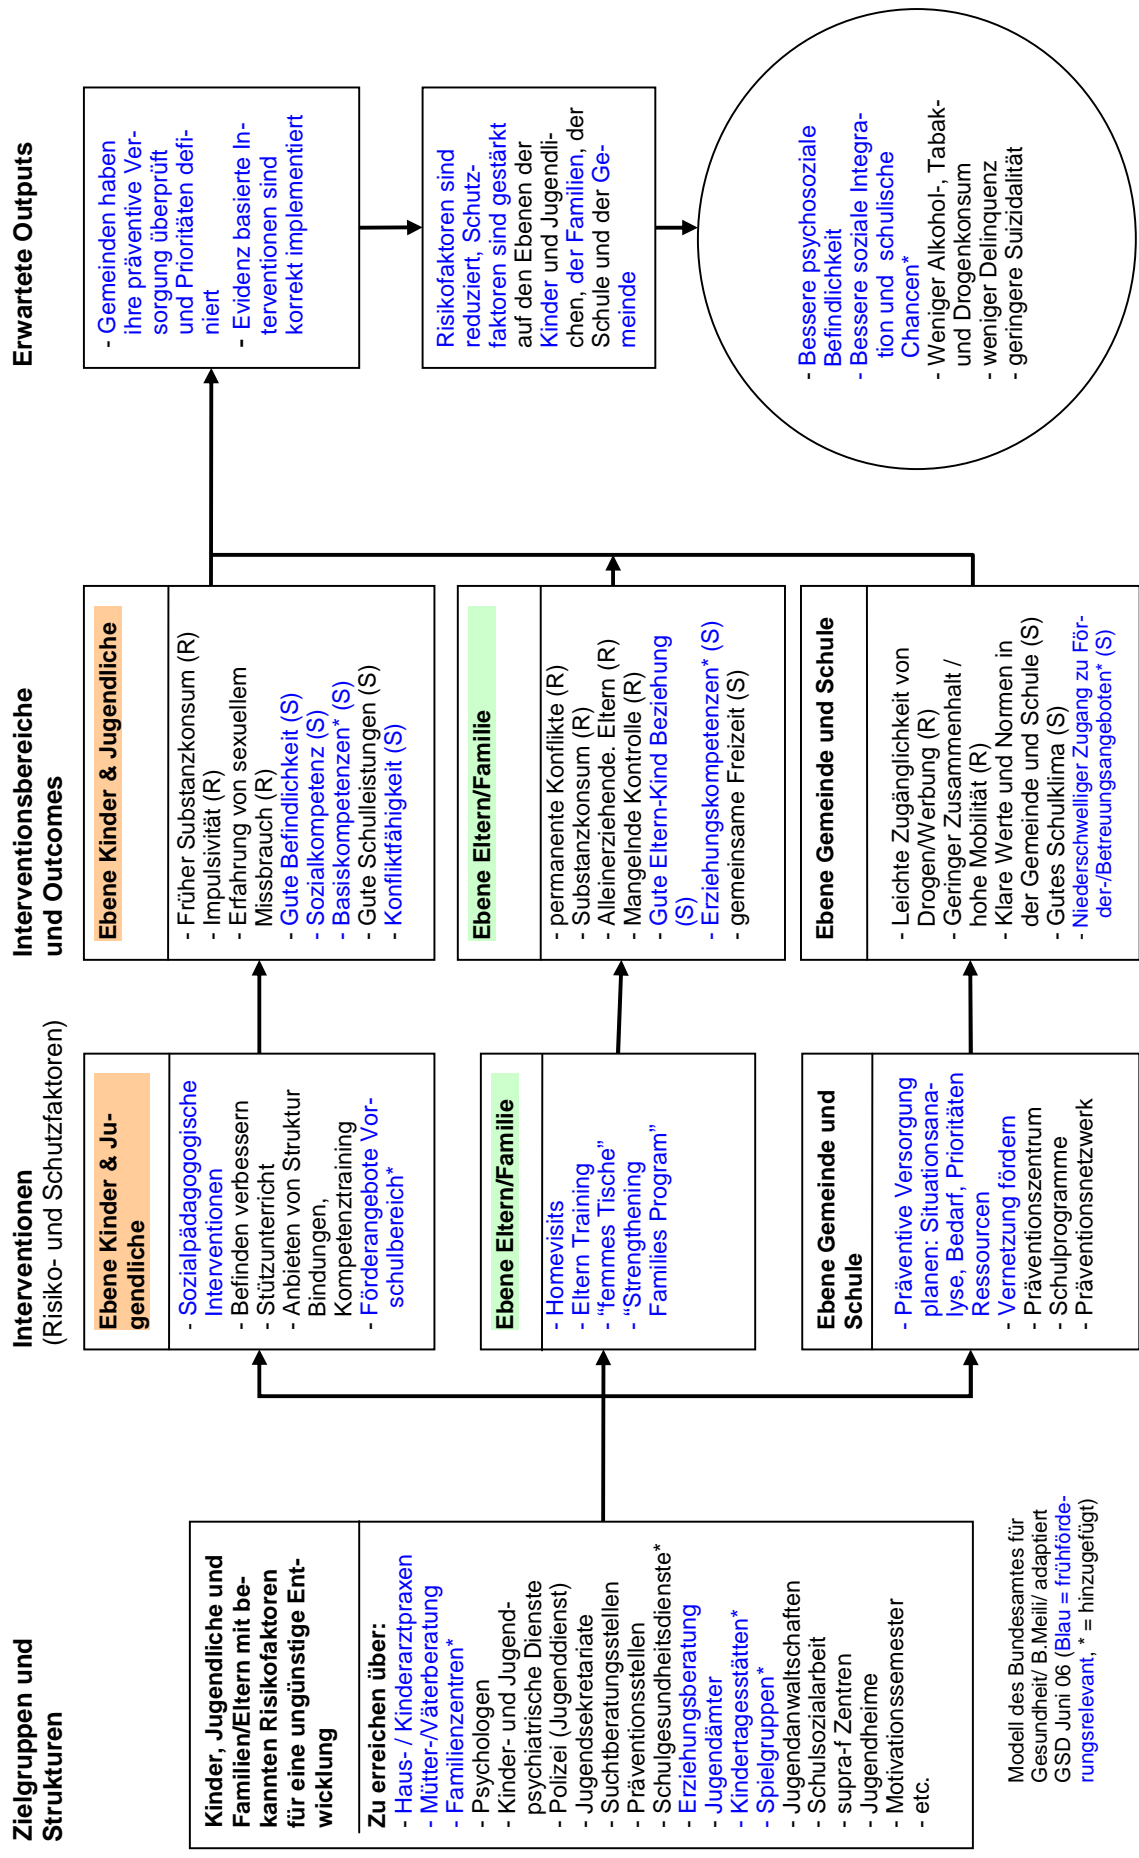 Zielgruppen und
Strukturen
Kinder, Jugendliche und
Familien/Eltern mit be-
kannten Risikofaktoren
für eine ungünstige Ent-
wicklung
Zu erreichen über:
- Haus- / Kinderarztpraxen
- Mütter-/Väterberatung
- Familienzentren*
- Psychologen
- Kinder- und Jugend-
psychiatrische Dienste
- Polizei (Jugenddienst)
- Jugendsekretariate
- Suchtberatungsstellen
- Präventionsstellen
- Schulgesundheitsdienste*
- Erziehungsberatung
- Jugendämter
- Kindertagesstätten*
- Spielgruppen*
- Jugendanwaltschaften
- Schulsozialarbeit
- supra-f Zentren
- Jugendheime
- Motivationssemester
- etc.
Modell des Bundesamtes für
Gesundheit/ B.Meili/ adaptiert
GSD Juni 06 (Blau = frühförde-
rungsrelevant, * = hinzugefügt)
Interventionen
(Risiko- und Schutzfaktoren)
Ebene Kinder & Ju-
gendliche
- Sozialpädagogische
Interventionen
- Befinden verbessern
- Stützunterricht
- Anbieten von Struktur
Bindungen,
Kompetenztraining
- Förderangebote Vor-
schulbereich*
Ebene Eltern/Familie
- Homevisits
- Eltern Training
- “femmes Tische”
- “Strengthening
Families Program”
Ebene Gemeinde und
Schule
- Präventive Versorgung
planen: Situationsana-
lyse, Bedarf, Prioritäten
Ressourcen
- Vernetzung fördern
- Präventionszentrum
- Schulprogramme
- Präventionsnetzwerk
Interventionsbereiche
und Outcomes
Ebene Kinder & Jugendliche
- Früher Substanzkonsum (R)
- Impulsivität (R)
- Erfahrung von sexuellem
Missbrauch (R)
- Gute Befindlichkeit (S)
- Sozialkompetenz (S)
- Basiskompetenzen* (S)
- Gute Schulleistungen (S)
- Konfliktfähigkeit (S)
Ebene Eltern/Familie
- permanente Konflikte (R)
- Substanzkonsum (R)
- Alleinerziehende. Eltern (R)
- Mangelnde Kontrolle (R)
- Gute Eltern-Kind Beziehung
(S)
- Erziehungskompetenzen* (S)
- gemeinsame Freizeit (S)
Ebene Gemeinde und Schule
- Leichte Zugänglichkeit von
Drogen/Werbung (R)
- Geringer Zusammenhalt /
hohe Mobilität (R)
- Klare Werte und Normen in
der Gemeinde und Schule (S)
- Gutes Schulklima (S)
- Niederschwelliger Zugang zu För-
der-/Betreuungsangeboten* (S)
Erwartete Outputs
- Gemeinden haben
ihre präventive Ver-
sorgung überprüft
und Prioritäten defi-
niert
- Evidenz basierte In-
terventionen sind
korrekt implementiert
Risikofaktoren sind
reduziert, Schutz-
faktoren sind gestärkt
auf den Ebenen der
Kinder und Jugendli-
chen, der Familien, der
Schule und der Ge-
meinde
- Bessere psychosoziale
Befindlichkeit
- Bessere soziale Integra-
tion und schulische
Chancen*
- Weniger Alkohol-, Tabak-
und Drogenkonsum
- weniger Delinquenz
- geringere Suizidalität